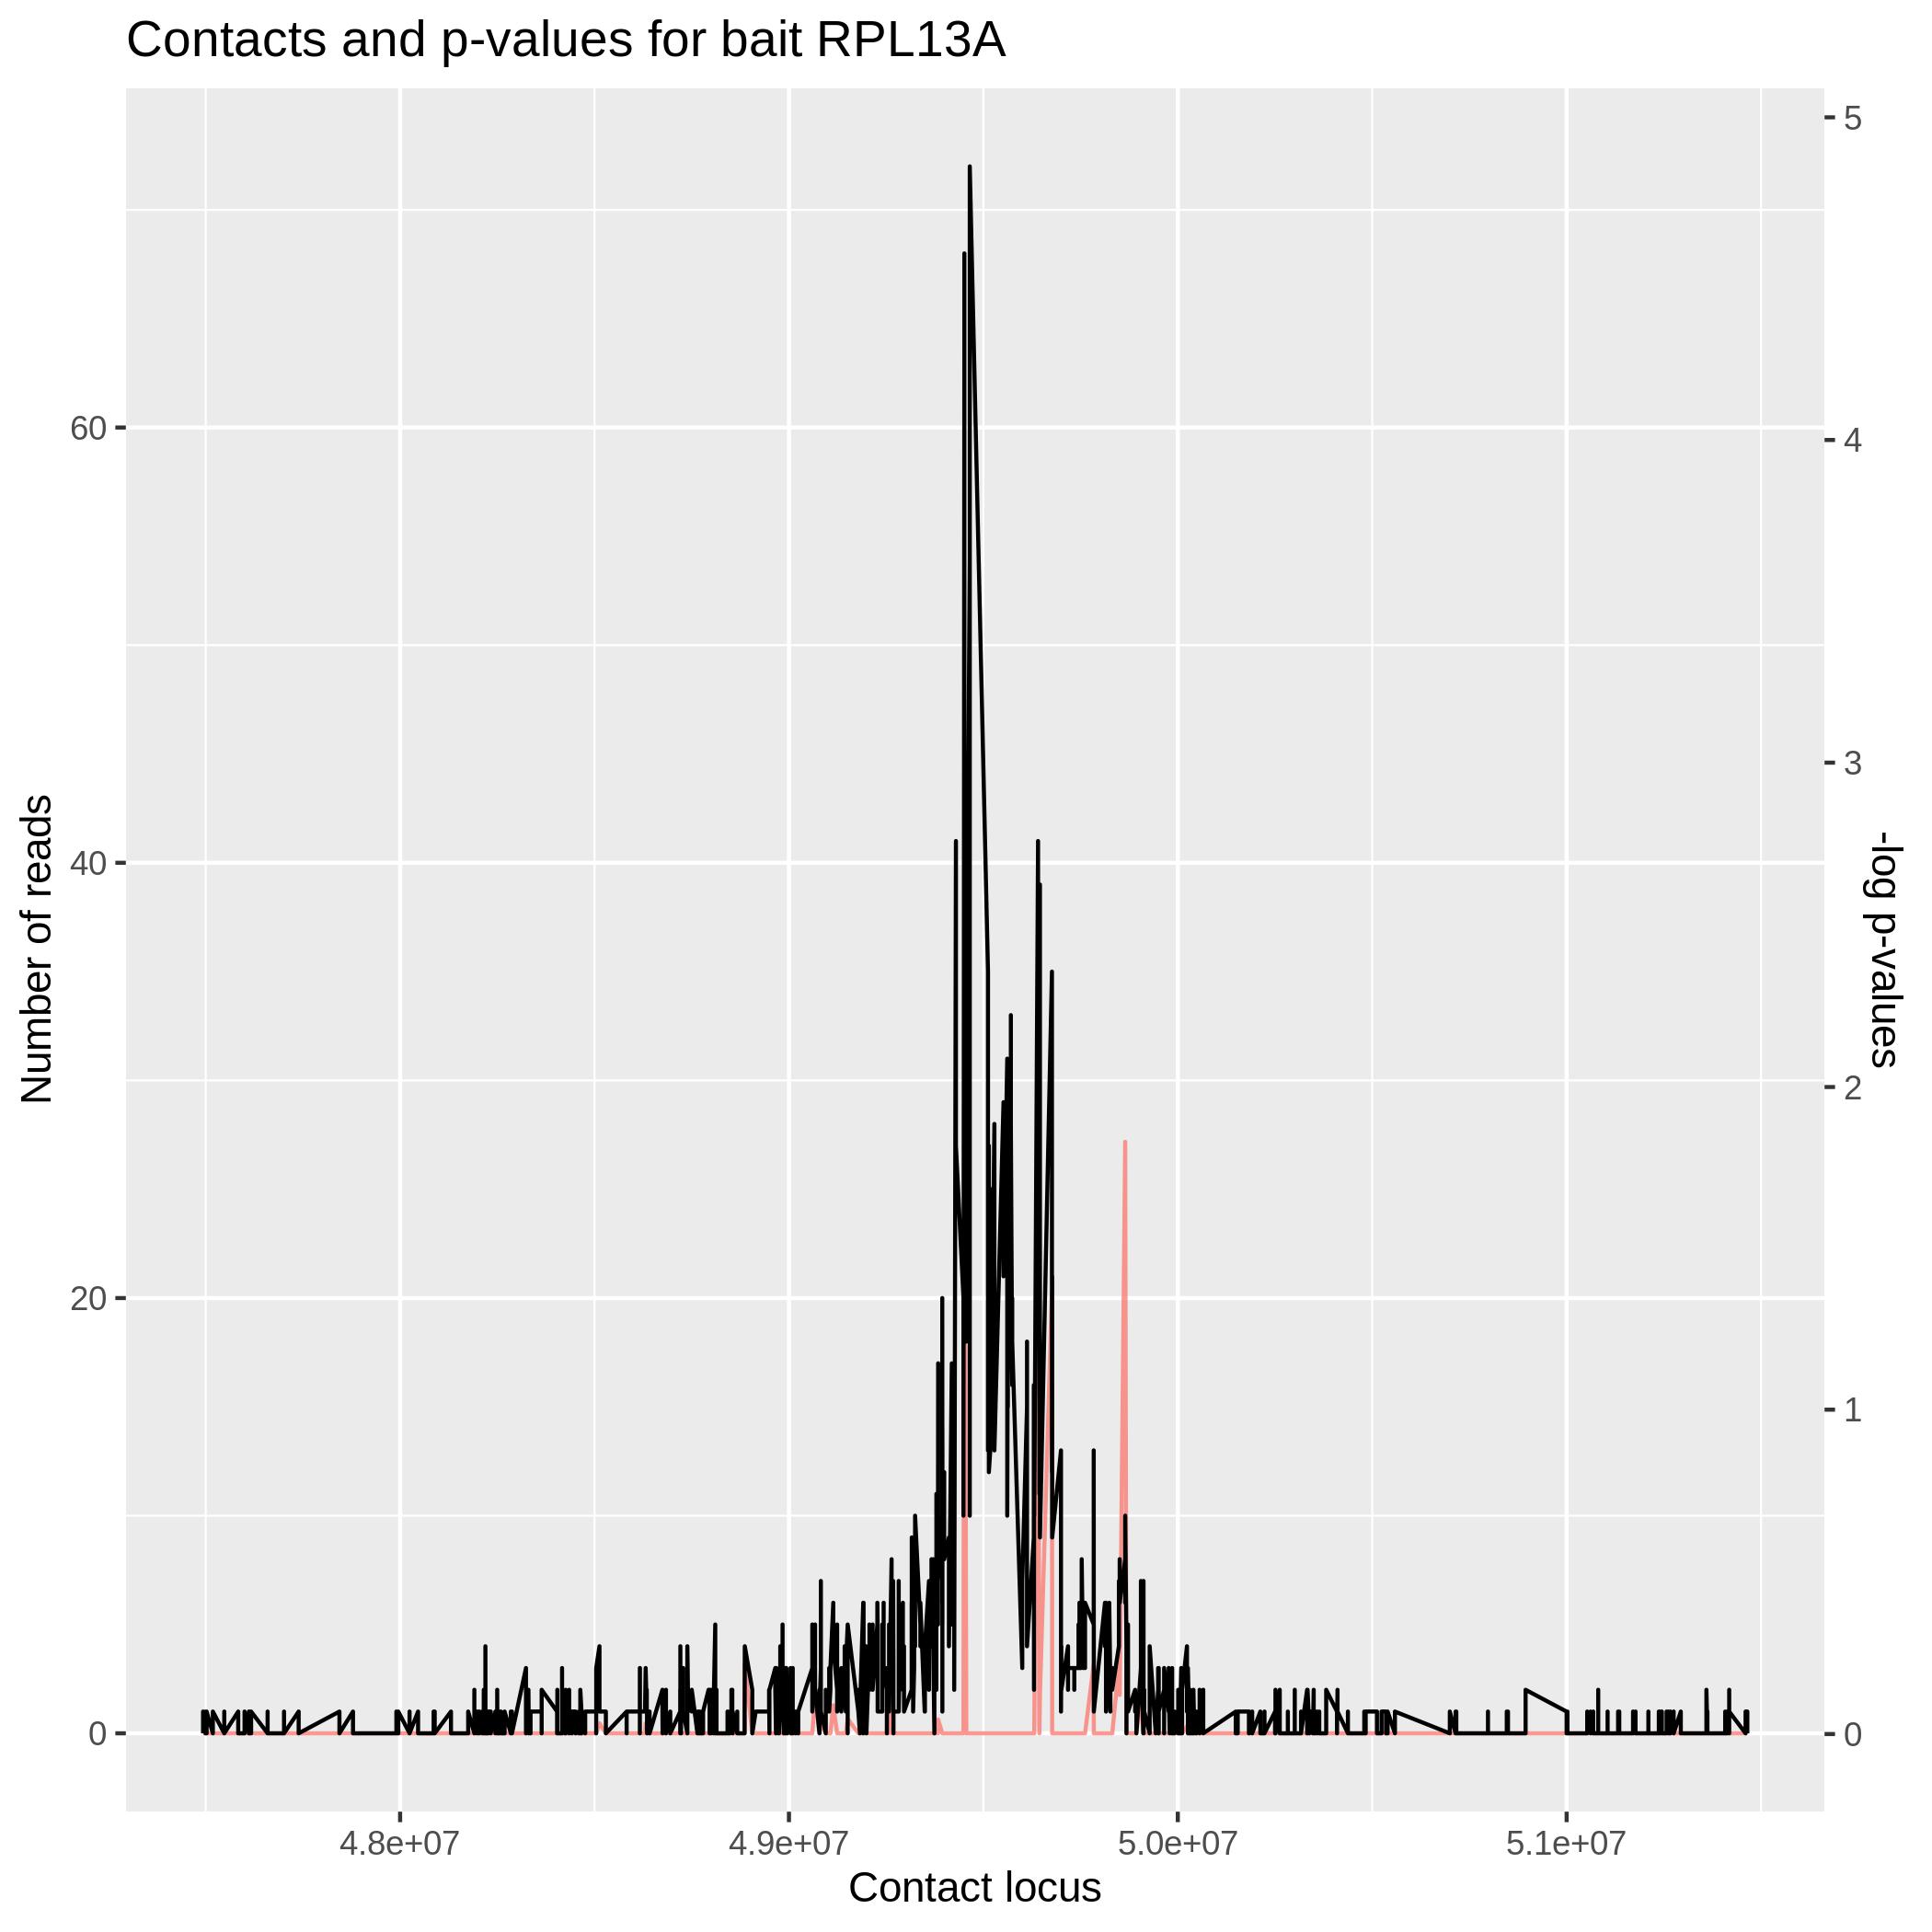 Contacts and p-values for bait RPL13A
Number of reads
60
40
20
0
5
4
3
2
1
0
-log p-values
4.8e+07 4.9e+07 5.0e+07 5.1e+07
Contact locus